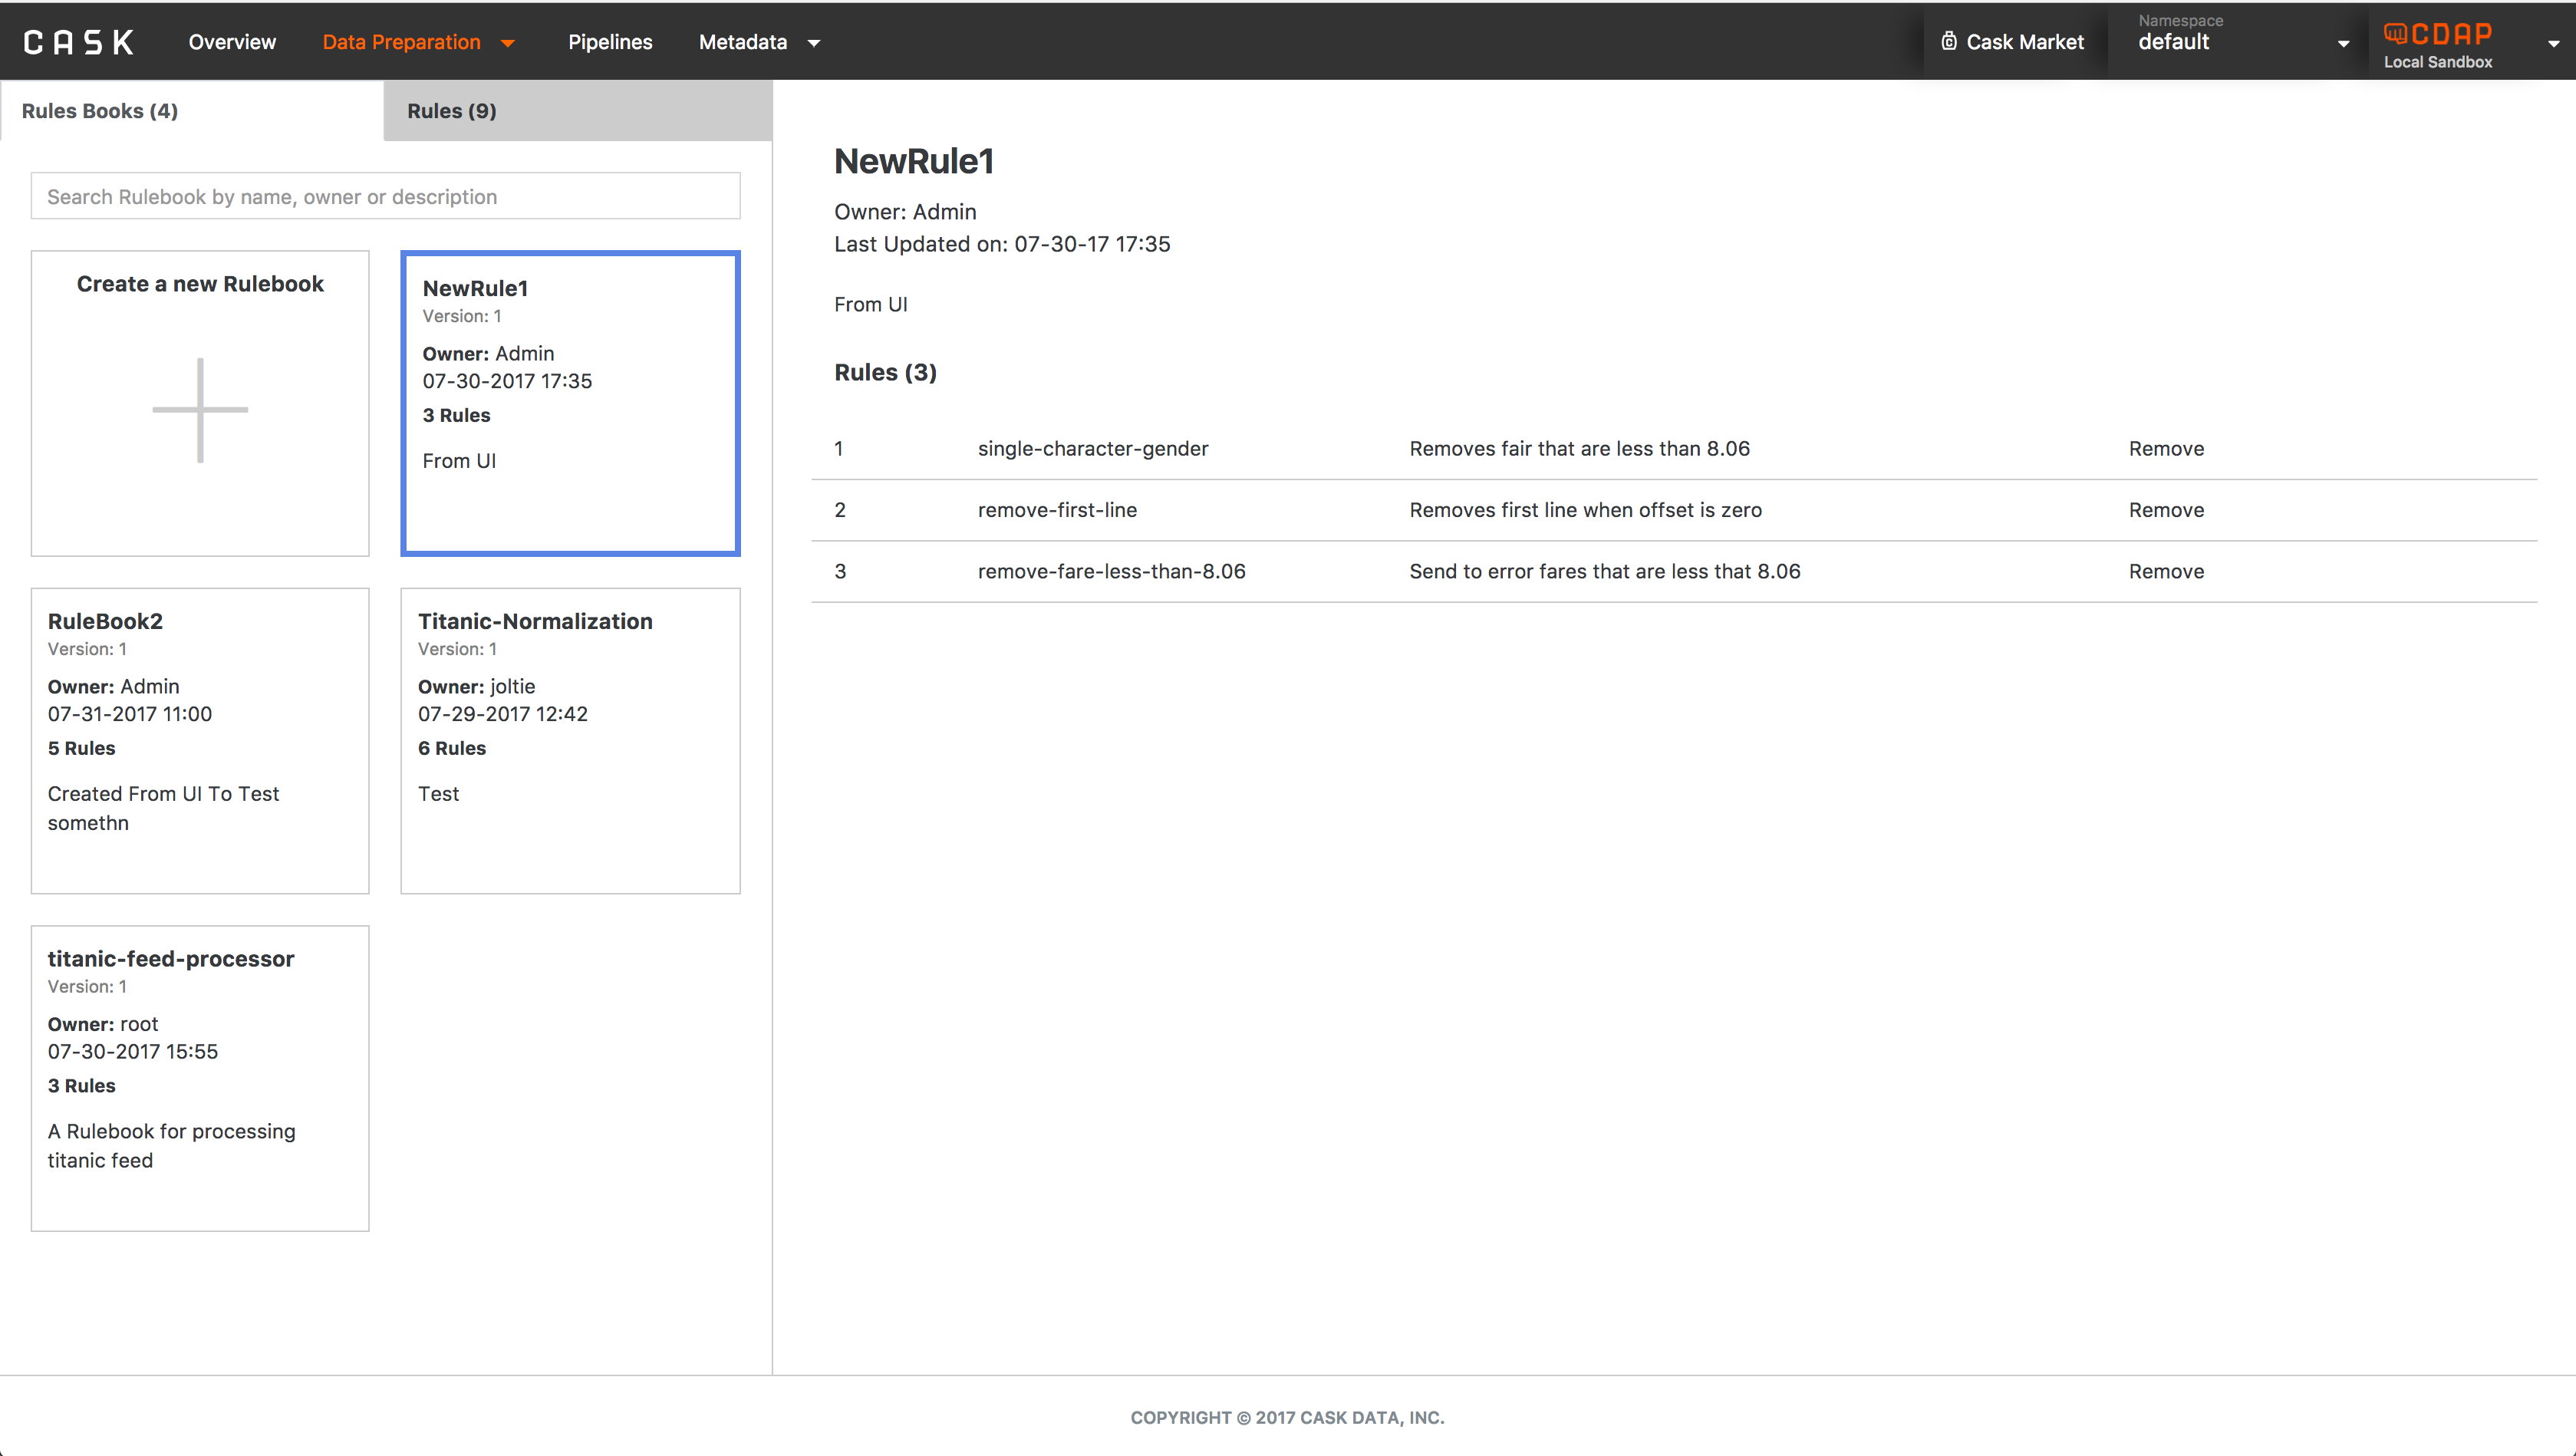 CASK Overview Data Preparation Pipelines Metadata Cask Market Namespace default CDAP Local Sandbox
Rules Books (4) Rules (9)
Search Rulebook by name, owner or description
Create a new Rulebook
NewRule1
Version: 1
Owner: Admin
07-30-2017 17:35
3 Rules
From UI
RuleBook2
Version: 1
Owner: Admin
07-31-2017 11:00
5 Rules
Created From UI To Test
somethn
Titanic-Normalization
Version: 1
Owner: joltie
07-29-2017 12:42
6 Rules
Test
titanic-feed-processor
Version: 1
Owner: root
07-30-2017 15:55
3 Rules
A Rulebook for processing
titanic feed
NewRule1
Owner: Admin
Last Updated on: 07-30-17 17:35
From UI
Rules (3)
1 single-character-gender Removes fair that are less than 8.06 Remove
2 remove-first-line Removes first line when offset is zero Remove
3 remove-fare-less-than-8.06 Send to error fares that are less that 8.06 Remove
COPYRIGHT © 2017 CASK DATA, INC.